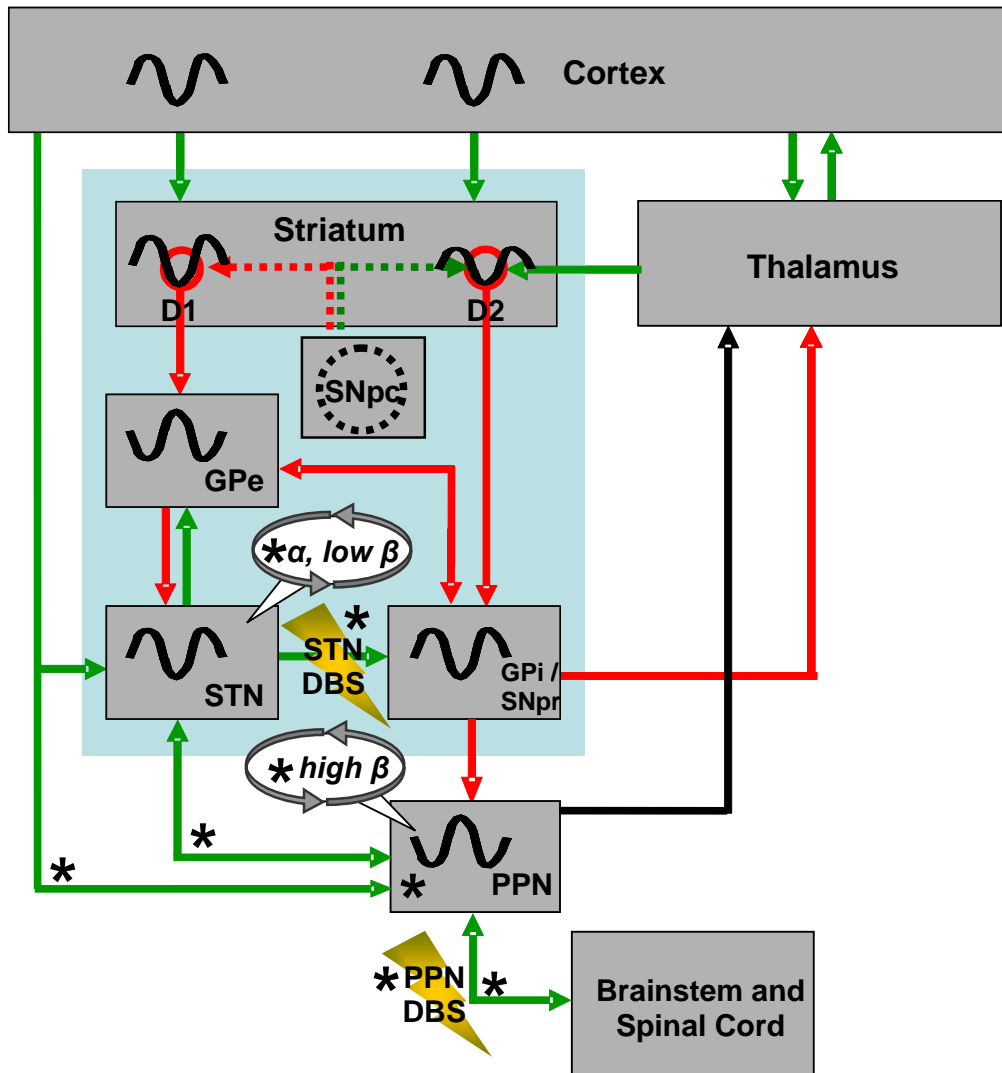 Cortex
Striatum
D1
D2
Thalamus
SNpc
GPe
*α, low β
STN
*
STN
DBS
GPi /
SNpr
* high β
*
*
*
PPN
* PPN
DBS
*
Brainstem and
Spinal Cord